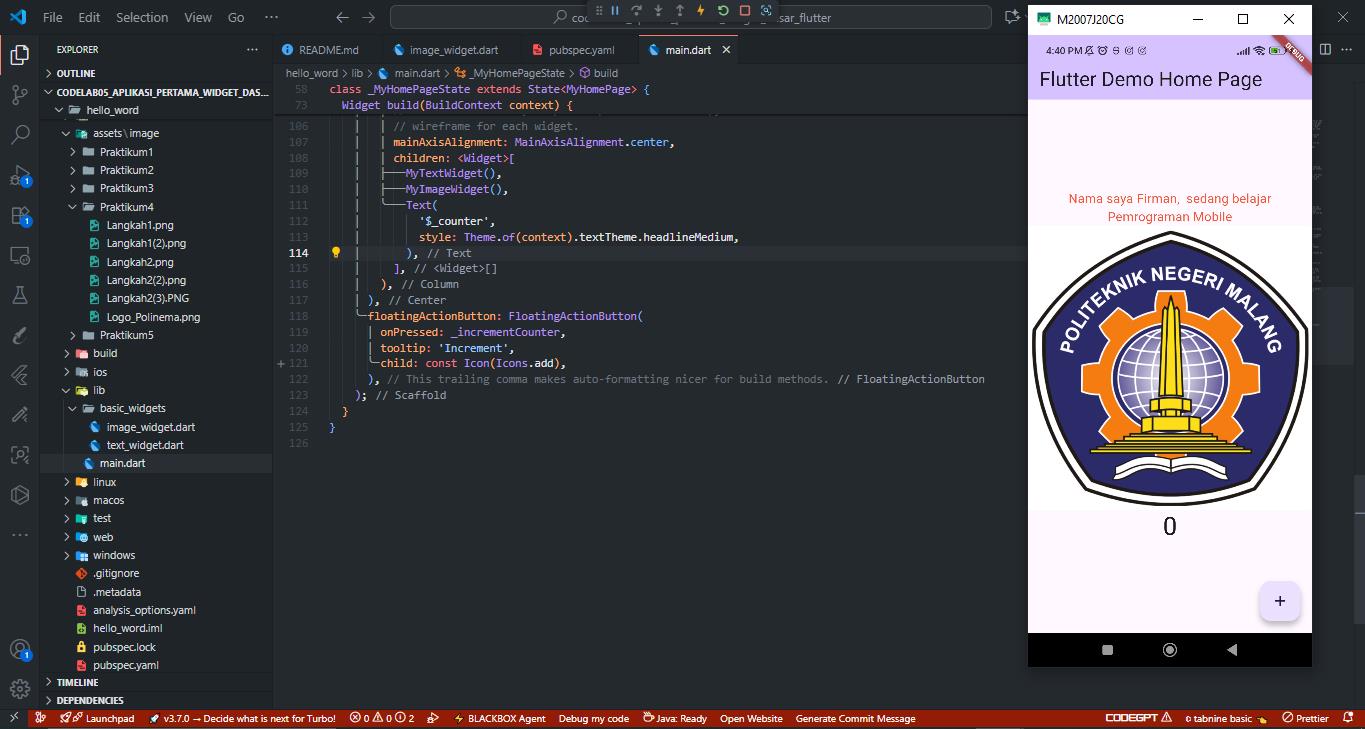 File Edit Selection View Go ···
sar_flutter
M2007J20CG
EXPLORER
OUTLINE
CODELAB05_APLIKASI_PERTAMA_WIDGET_DAS...
hello_word
assets\image
Praktikum1
Praktikum2
Praktikum3
Praktikum4
Langkah1.png
Langkah1(2).png
Langkah2.png
Langkah2(2).png
Langkah2(3).PNG
Logo_Polinema.png
Praktikum5
build
ios
lib
basic_widgets
image_widget.dart
text_widget.dart
main.dart
linux
macos
test
web
windows
.gitignore
.metadata
analysis_options.yaml
hello_word.iml
pubspec.lock
pubspec.yaml
TIMELINE
DEPENDENCIES
README.md image_widget.dart pubspec.yaml main.dart
hello_word > lib > main.dart > _MyHomePageState > build
58 class _MyHomePageState extends State<MyHomePage> {
73 Widget build(BuildContext context) {
106 // wireframe for each widget.
107 mainAxisAlignment: MainAxisAlignment.center,
108 children: <Widget>[
109 MyTextWidget(),
110 MyImageWidget(),
111 Text(
112 '$_counter',
113 style: Theme.of(context).textTheme.headlineMedium,
114 ), // Text
115 ], // <Widget>[]
116 ), // Column
117 ), // Center
118 floatingActionButton: FloatingActionButton(
119 onPressed: _incrementCounter,
120 tooltip: 'Increment',
121 child: const Icon(Icons.add),
122 ), // This trailing comma makes auto-formatting nicer for build methods. // FloatingActionButton
123 ); // Scaffold
124 }
125 }
126
4:40 PM
DEBUG
Flutter Demo Home Page
Nama saya Firman, sedang belajar
Pemrograman Mobile
POLITEKNIK NEGERI MALANG
0
+
1
1
1
Launchpad v3.7.0 → Decide what is next for Turbo! 0 0 2 BLACKBOX Agent Debug my code Java: Ready Open Website Generate Commit Message CODEGPT tabnine basic Prettier